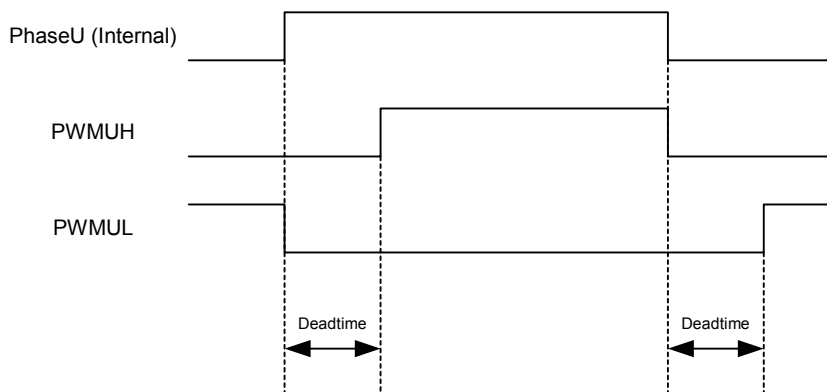 PhaseU (Internal)
PWMUH
PWMUL
Deadtime
Deadtime